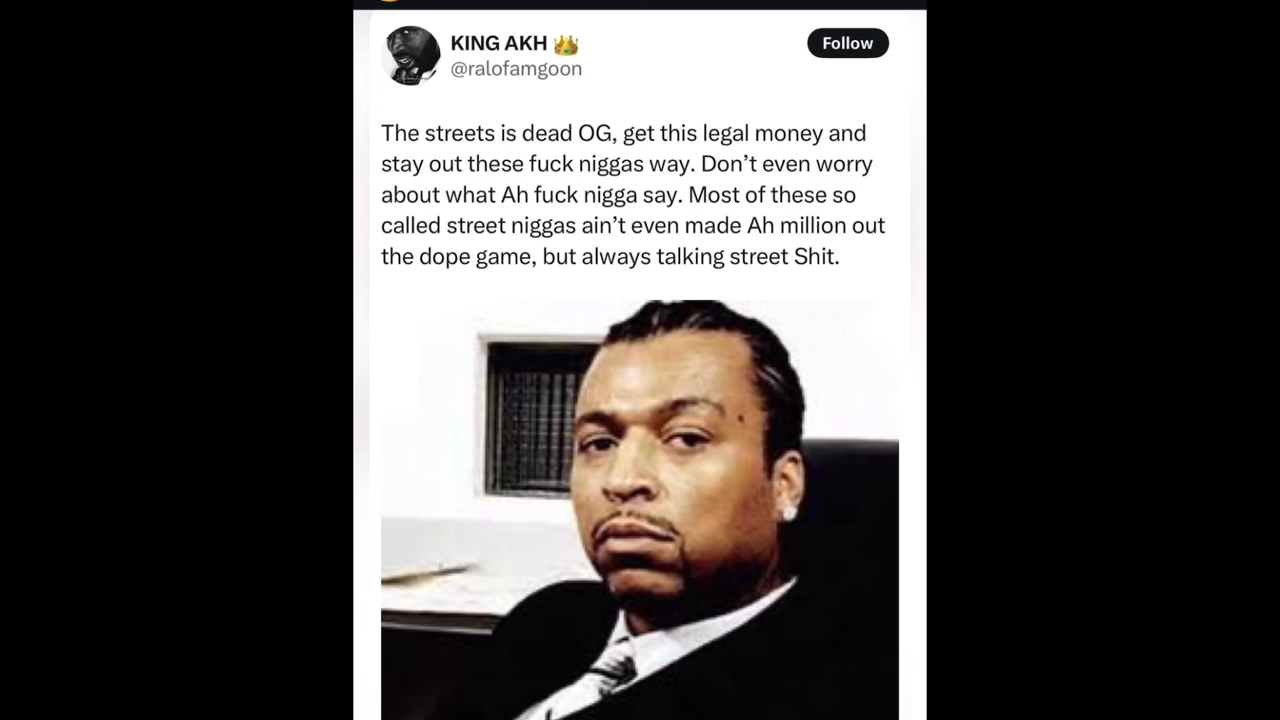 KING AKH 👑
Follow
@ralofamgoon
The streets is dead OG, get this legal money and
stay out these fuck niggas way. Don’t even worry
about what Ah fuck nigga say. Most of these so
called street niggas ain’t even made Ah million out
the dope game, but always talking street Shit.